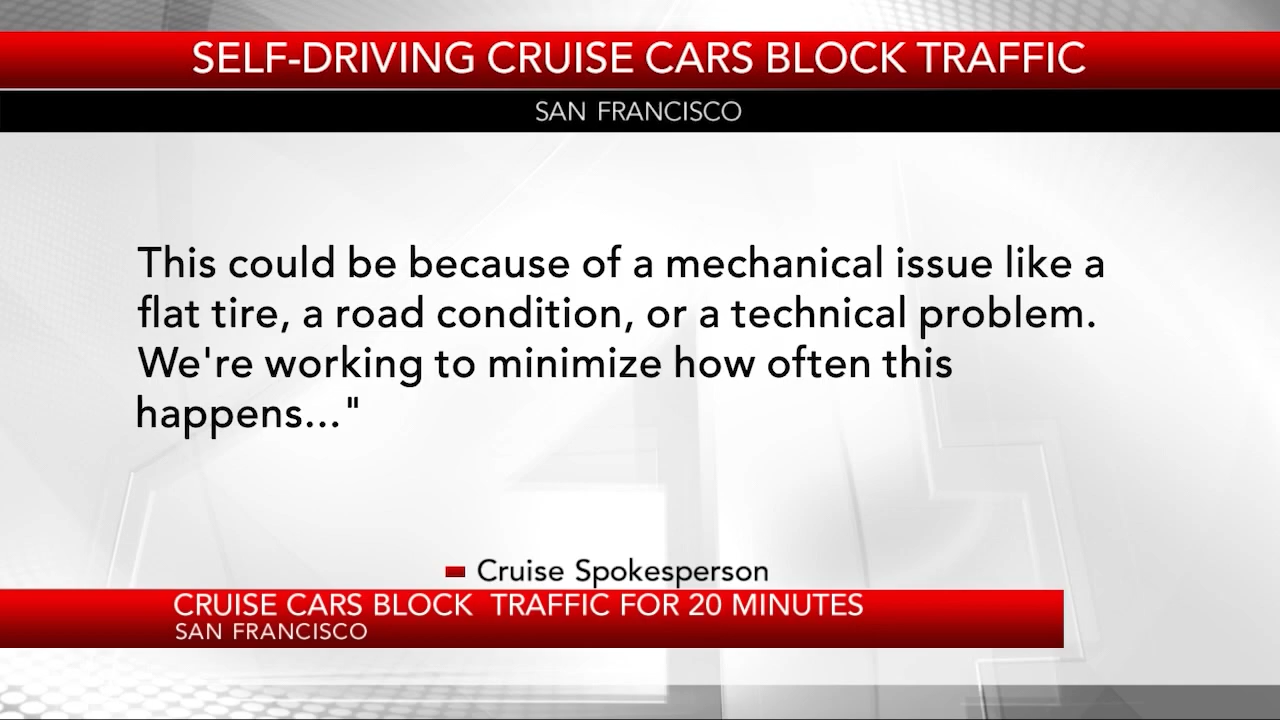 SELF-DRIVING CRUISE CARS BLOCK TRAFFIC
SAN FRANCISCO
This could be because of a mechanical issue like a
flat tire, a road condition, or a technical problem.
We're working to minimize how often this
happens..."
Cruise Spokesperson
CRUISE CARS BLOCK  TRAFFIC FOR 20 MINUTES
SAN FRANCISCO